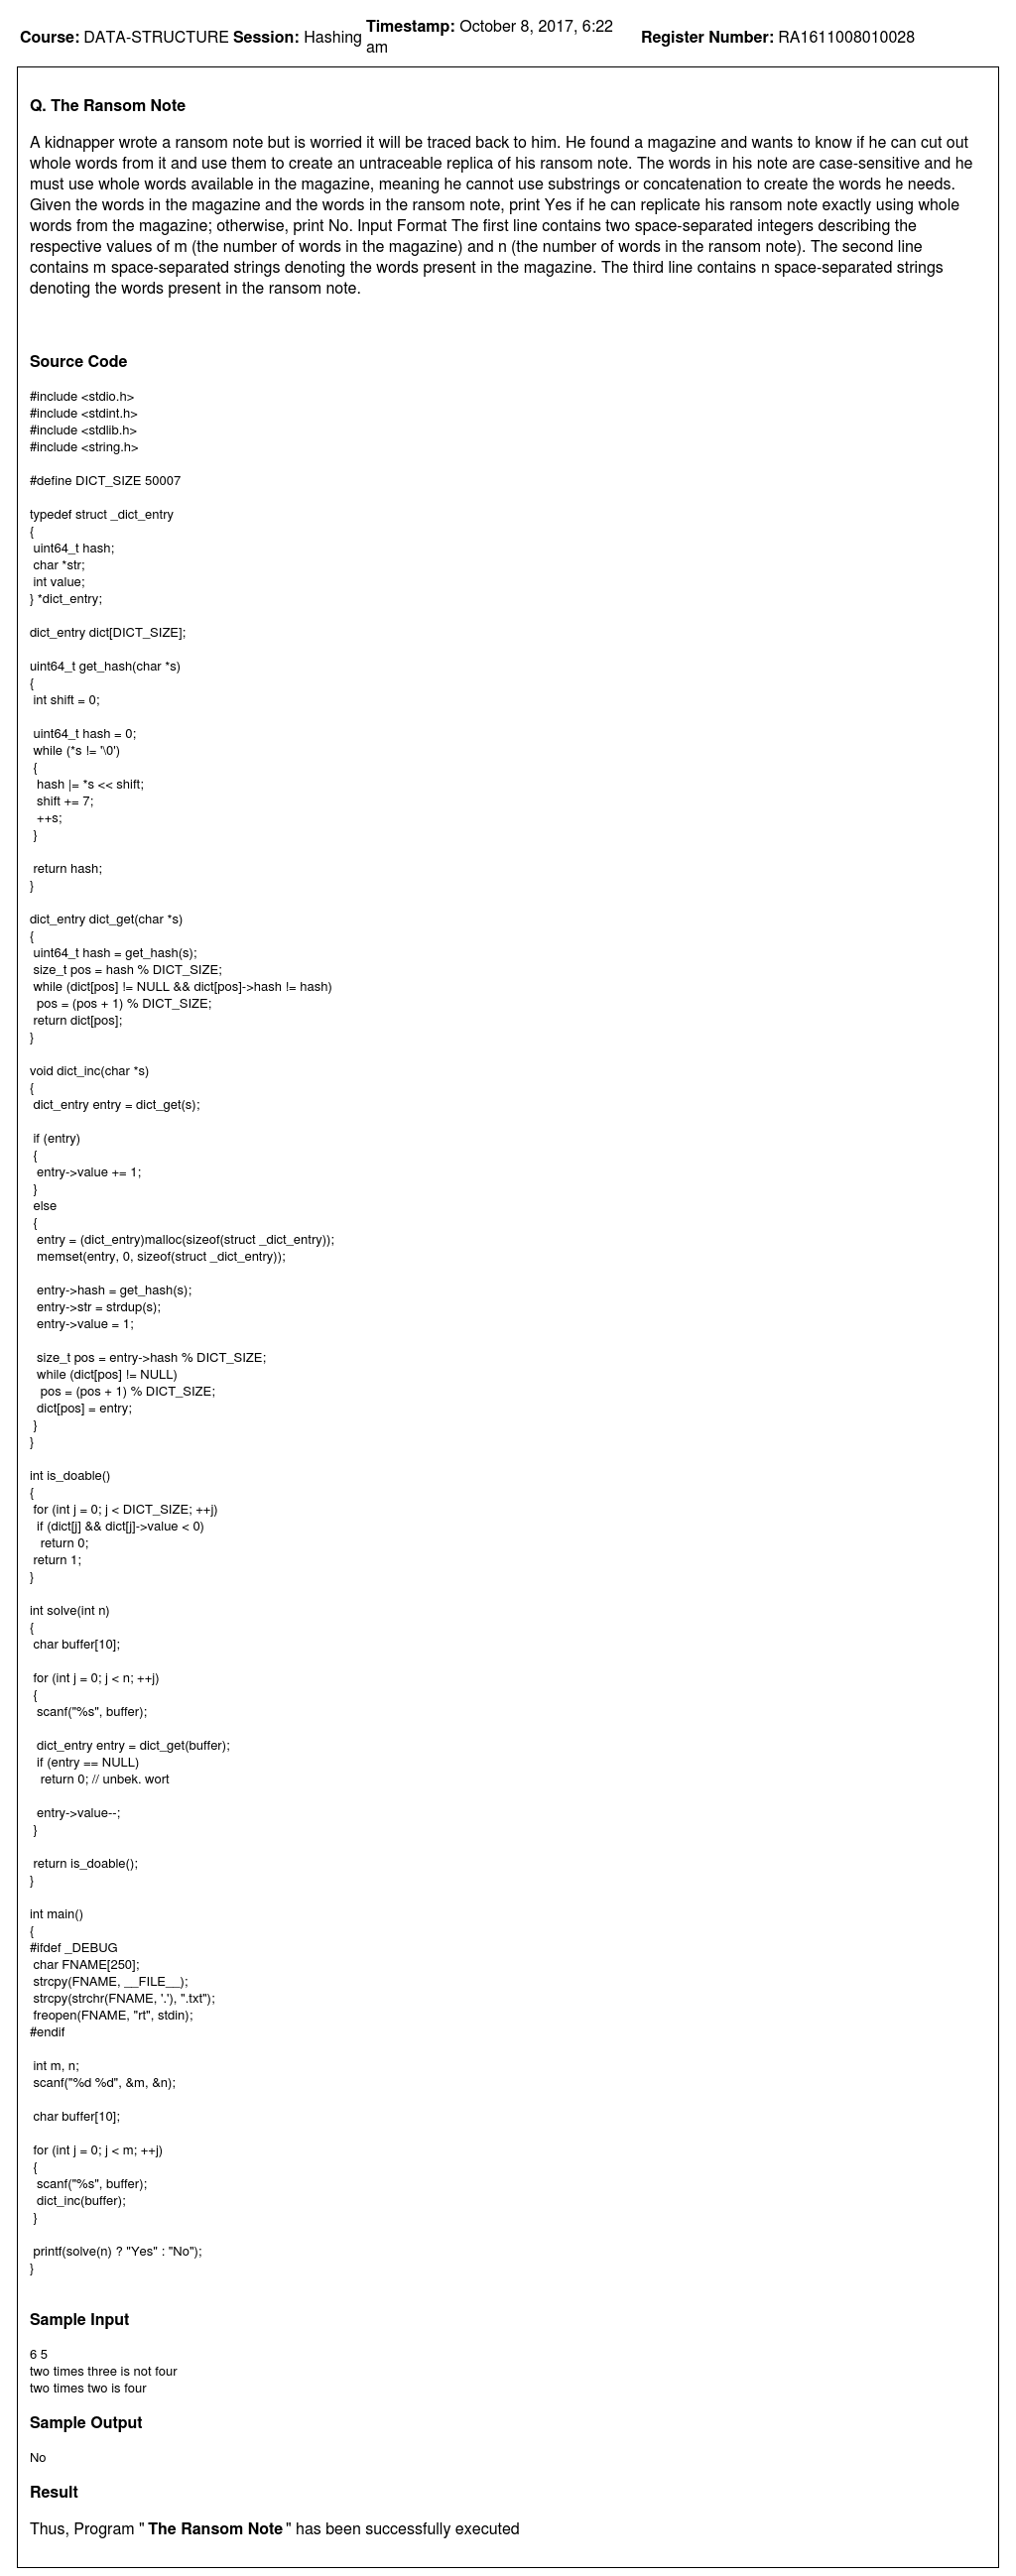 Course: DATA-STRUCTURE Session: Hashing Timestamp: October 8, 2017, 6:22 am Register Number: RA1611008010028
Q. The Ransom Note
A kidnapper wrote a ransom note but is worried it will be traced back to him. He found a magazine and wants to know if he can cut out
whole words from it and use them to create an untraceable replica of his ransom note. The words in his note are case-sensitive and he
must use whole words available in the magazine, meaning he cannot use substrings or concatenation to create the words he needs.
Given the words in the magazine and the words in the ransom note, print Yes if he can replicate his ransom note exactly using whole
words from the magazine; otherwise, print No. Input Format The first line contains two space-separated integers describing the
respective values of m (the number of words in the magazine) and n (the number of words in the ransom note). The second line
contains m space-separated strings denoting the words present in the magazine. The third line contains n space-separated strings
denoting the words present in the ransom note.
Source Code
#include <stdio.h>
#include <stdint.h>
#include <stdlib.h>
#include <string.h>
#define DICT_SIZE 50007
typedef struct _dict_entry
{
uint64_t hash;
char *str;
int value;
} *dict_entry;
dict_entry dict[DICT_SIZE];
uint64_t get_hash(char *s)
{
int shift = 0;
uint64_t hash = 0;
while (*s != '\0')
{
hash |= *s << shift;
shift += 7;
++s;
}
return hash;
}
dict_entry dict_get(char *s)
{
uint64_t hash = get_hash(s);
size_t pos = hash % DICT_SIZE;
while (dict[pos] != NULL && dict[pos]->hash != hash)
pos = (pos + 1) % DICT_SIZE;
return dict[pos];
}
void dict_inc(char *s)
{
dict_entry entry = dict_get(s);
if (entry)
{
entry->value += 1;
}
else
{
entry = (dict_entry)malloc(sizeof(struct _dict_entry));
memset(entry, 0, sizeof(struct _dict_entry));
entry->hash = get_hash(s);
entry->str = strdup(s);
entry->value = 1;
size_t pos = entry->hash % DICT_SIZE;
while (dict[pos] != NULL)
pos = (pos + 1) % DICT_SIZE;
dict[pos] = entry;
}
}
int is_doable()
{
for (int j = 0; j < DICT_SIZE; ++j)
if (dict[j] && dict[j]->value < 0)
return 0;
return 1;
}
int solve(int n)
{
char buffer[10];
for (int j = 0; j < n; ++j)
{
scanf("%s", buffer);
dict_entry entry = dict_get(buffer);
if (entry == NULL)
return 0; // unbek. wort
entry->value--;
}
return is_doable();
}
int main()
{
#ifdef _DEBUG
char FNAME[250];
strcpy(FNAME, __FILE__);
strcpy(strchr(FNAME, '.'), ".txt");
freopen(FNAME, "rt", stdin);
#endif
int m, n;
scanf("%d %d", &m, &n);
char buffer[10];
for (int j = 0; j < m; ++j)
{
scanf("%s", buffer);
dict_inc(buffer);
}
printf(solve(n) ? "Yes" : "No");
}
Sample Input
6 5
two times three is not four
two times two is four
Sample Output
No
Result
Thus, Program " The Ransom Note " has been successfully executed